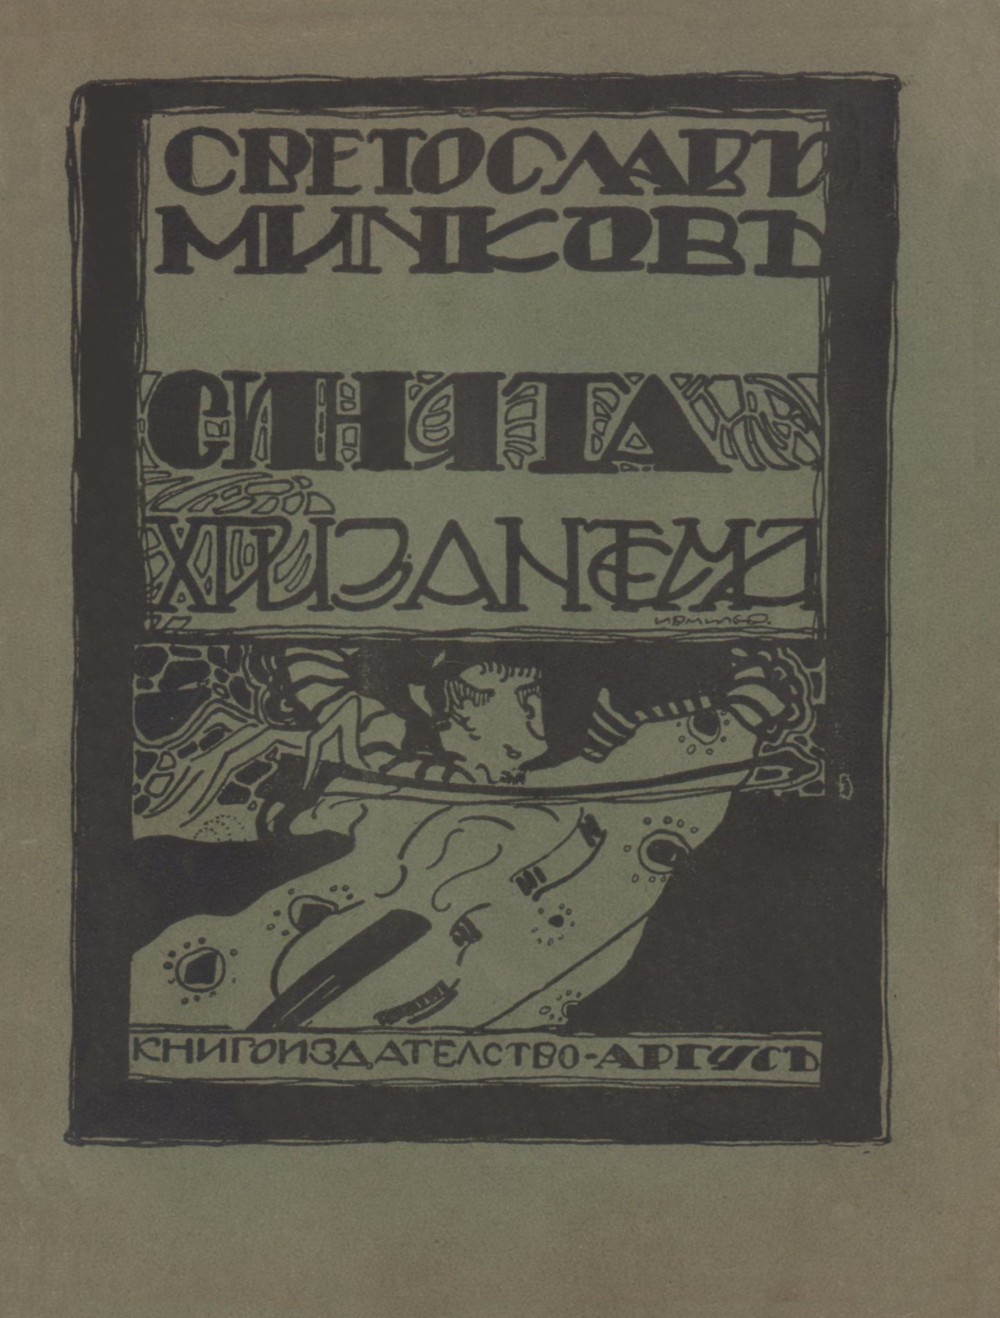 СВЕТОСЛАВЪ
МИНКОВЪ
СИНЯТА
ХРИЗАНТЕМА
КНИГОИЗДАТЕЛСТВО-АРГУСЪ